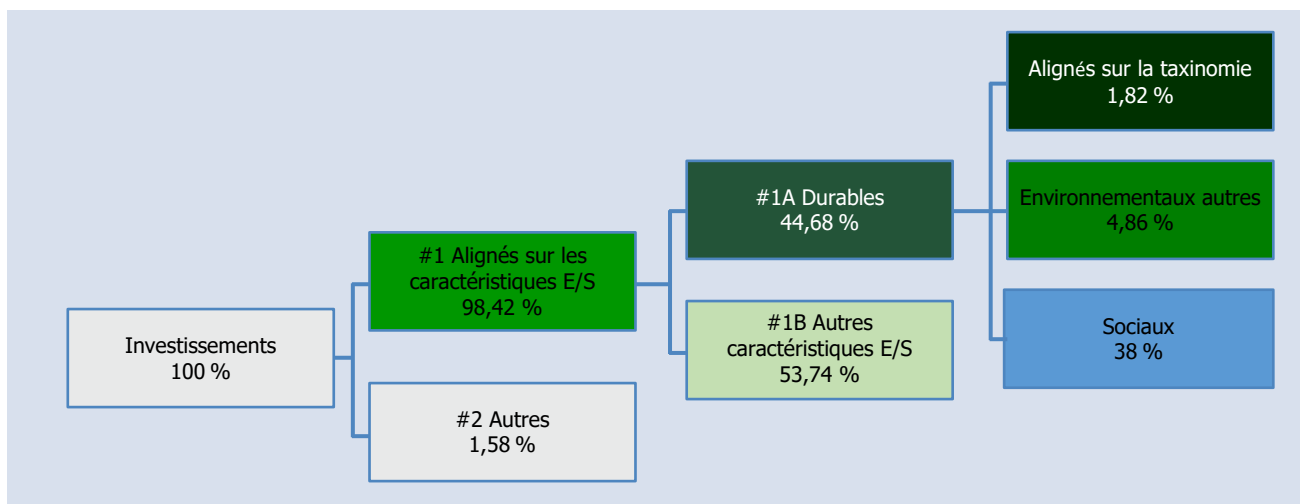 Alignés sur la taxinomie
1,82 %
#1A Durables
44,68 %
Environnementaux autres
4,86 %
#1 Alignés sur les
caractéristiques E/S
98,42 %
Investissements
100 %
#1B Autres
caractéristiques E/S
53,74 %
Sociaux
38 %
#2 Autres
1,58 %